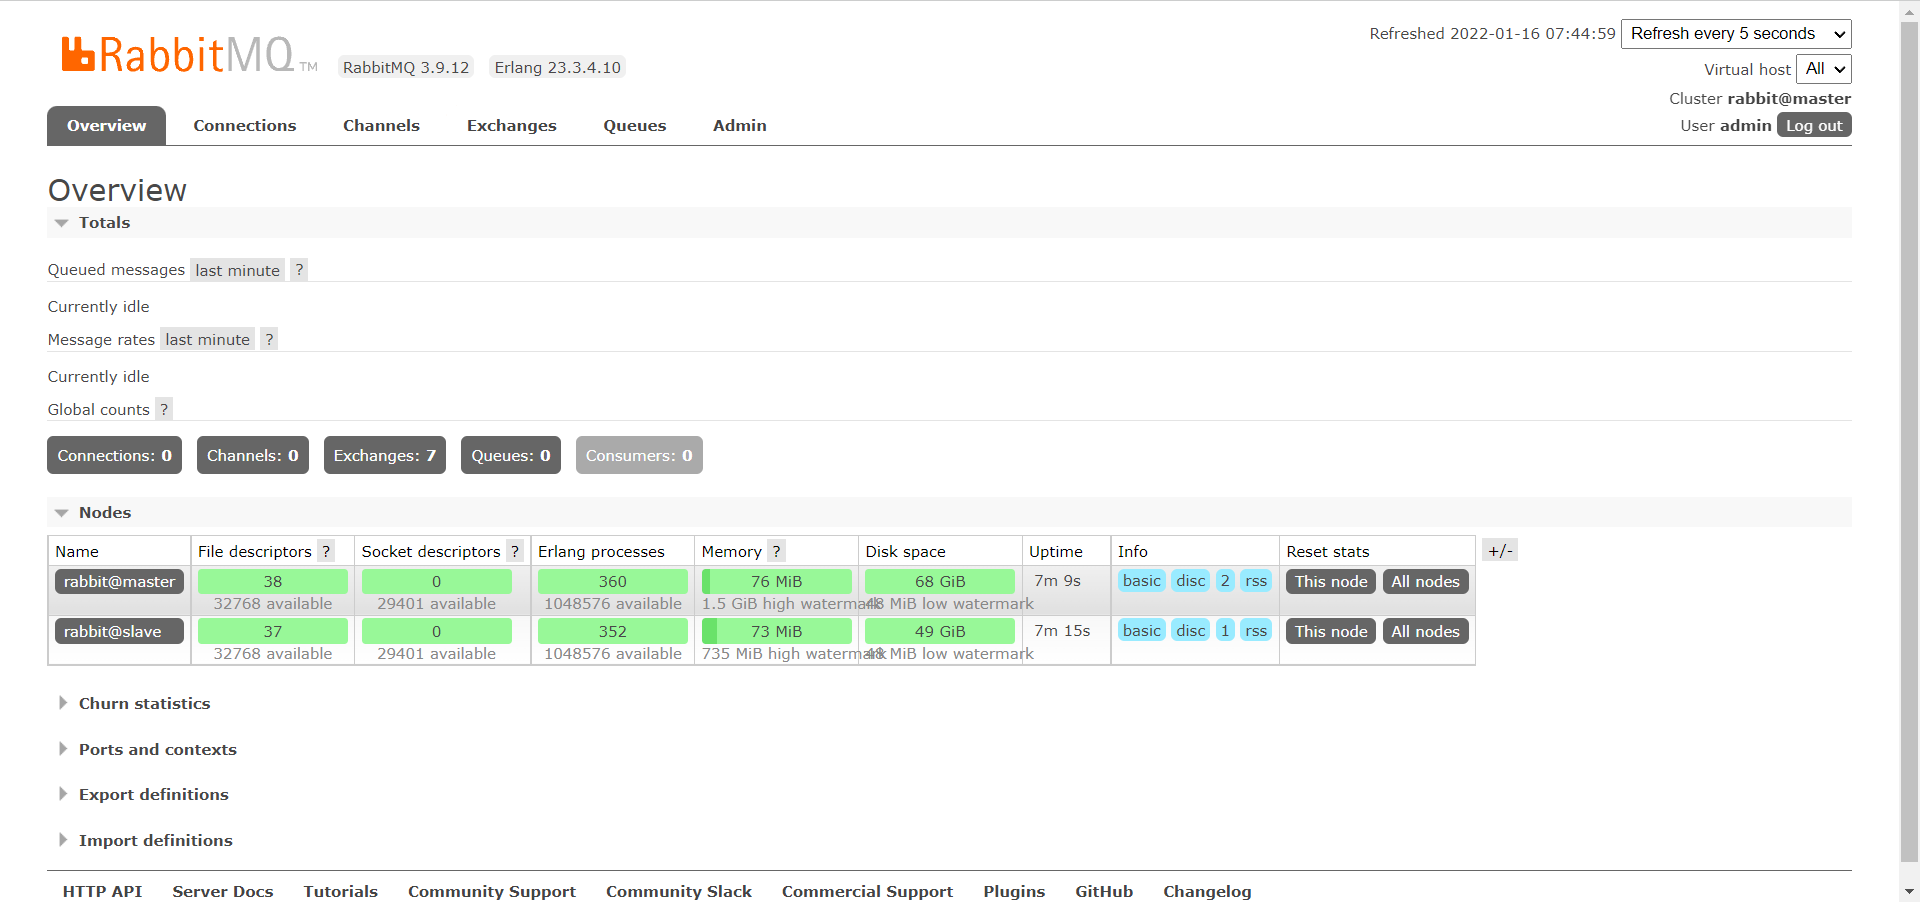 RabbitMQ TM RabbitMQ 3.9.12 Erlang 23.3.4.10
Refreshed 2022-01-16 07:44:59 Refresh every 5 seconds
Virtual host All
Cluster rabbit@master
User admin Log out
Overview Connections Channels Exchanges Queues Admin
Overview
Totals
Queued messages last minute ?
Currently idle
Message rates last minute ?
Currently idle
Global counts ?
Connections: 0 Channels: 0 Exchanges: 7 Queues: 0 Consumers: 0
Nodes
Name File descriptors ? Socket descriptors ? Erlang processes Memory ? Disk space Uptime Info Reset stats +/-
rabbit@master 38 0 360 76 MiB 68 GiB 7m 9s basic disc 2 rss This node All nodes
32768 available 29401 available 1048576 available 1.5 GiB high watermark 48 MiB low watermark
rabbit@slave 37 0 352 73 MiB 49 GiB 7m 15s basic disc 1 rss This node All nodes
32768 available 29401 available 1048576 available 735 MiB high watermark 48 MiB low watermark
Churn statistics
Ports and contexts
Export definitions
Import definitions
HTTP API Server Docs Tutorials Community Support Community Slack Commercial Support Plugins GitHub Changelog